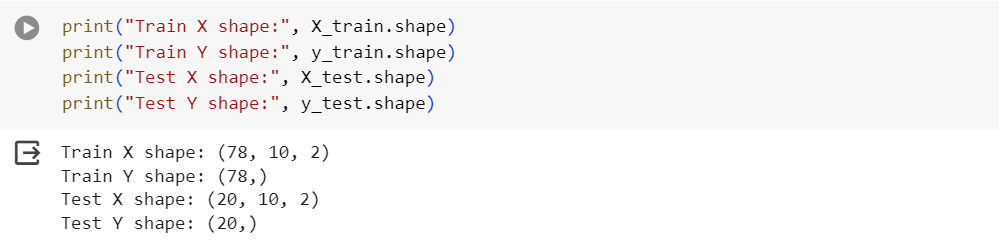 print("Train X shape:", X_train.shape)
print("Train Y shape:", y_train.shape)
print("Test X shape:", X_test.shape)
print("Test Y shape:", y_test.shape)
Train X shape: (78, 10, 2)
Train Y shape: (78,)
Test X shape: (20, 10, 2)
Test Y shape: (20,)